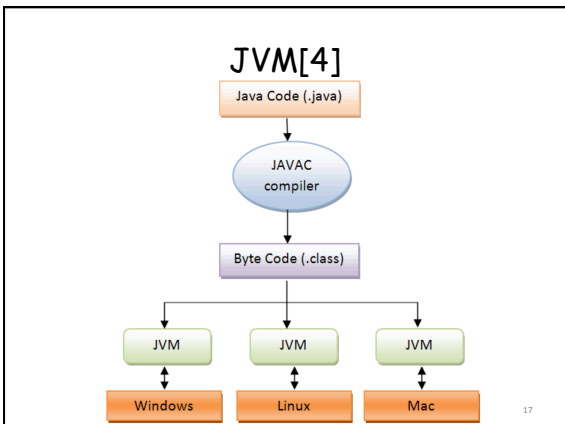 JVM[4]
Java Code (.java)
JAVAC
compiler
Byte Code (.class)
JVM JVM JVM
Windows Linux Mac
17